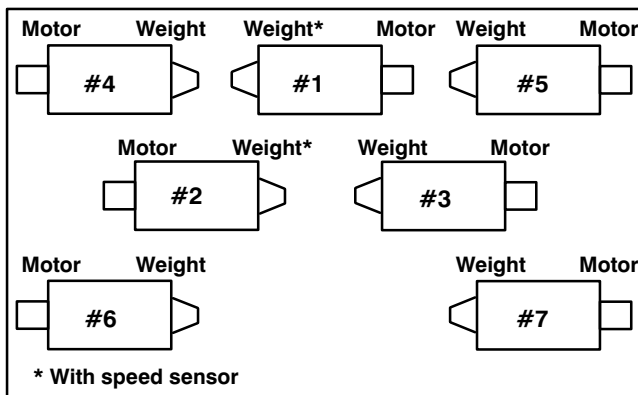 Motor Weight Weight* Motor Weight Motor
#4 #1 #5
Motor Weight* Weight Motor
#2 #3
Motor Weight Weight Motor
#6 #7
* With speed sensor